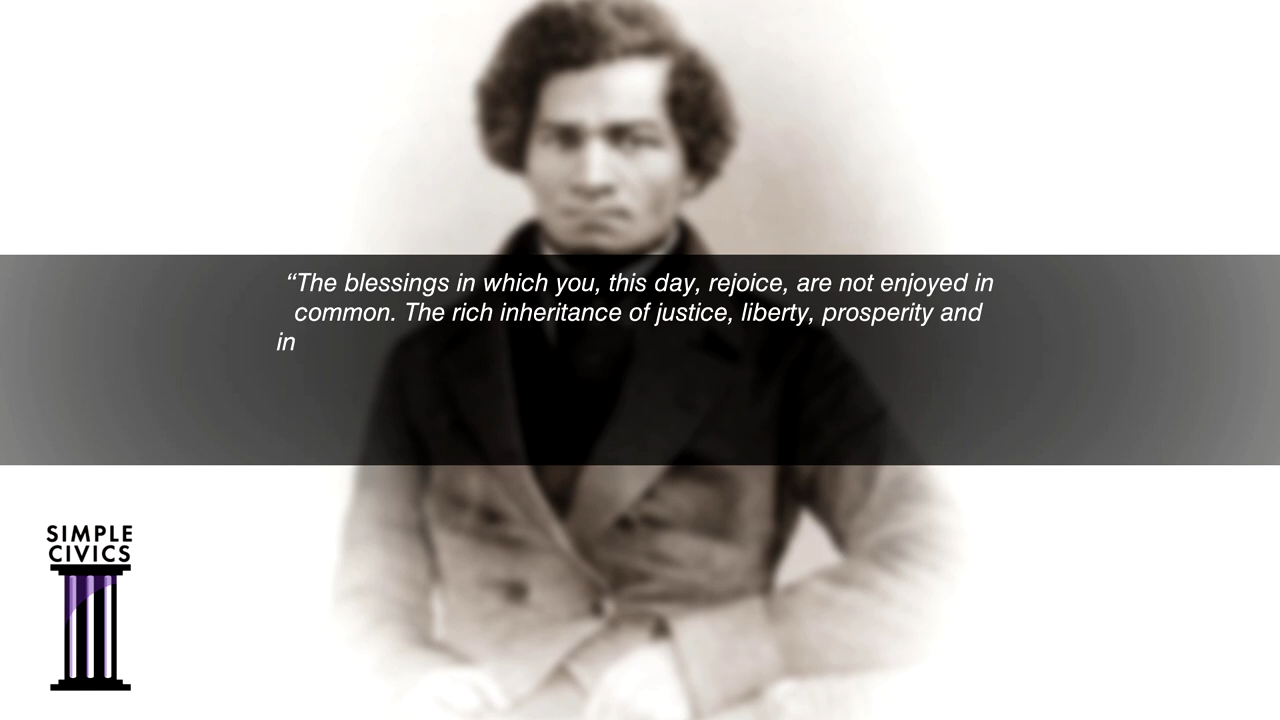 “The blessings in which you, this day, rejoice, are not enjoyed in
common. The rich inheritance of justice, liberty, prosperity and
in
SIMPLE
CIVICS